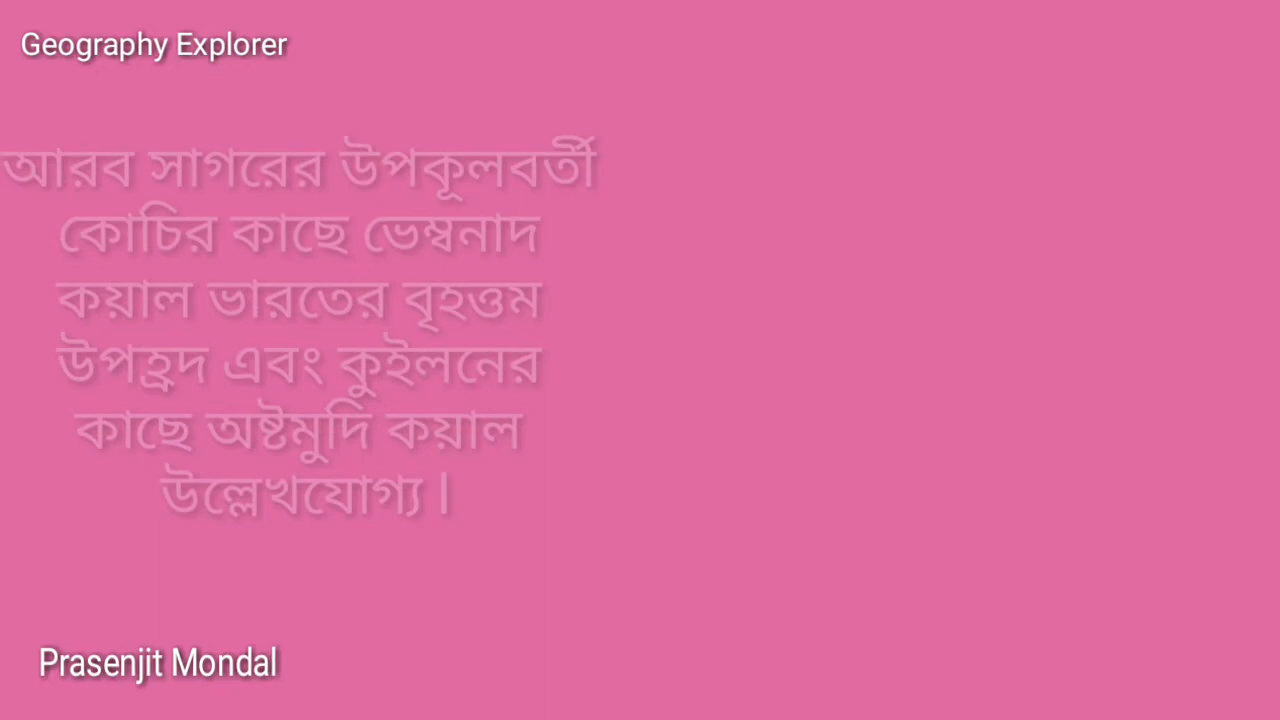 Geography Explorer
আরব সাগরের উপকূলবর্তী
কোচির কাছে ভেম্বনাদ
কয়াল ভারতের বৃহত্তম
উপহ্রদ এবং কুইলনের
কাছে অষ্টমুদি কয়াল
উল্লেখযোগ্য।
Prasenjit Mondal